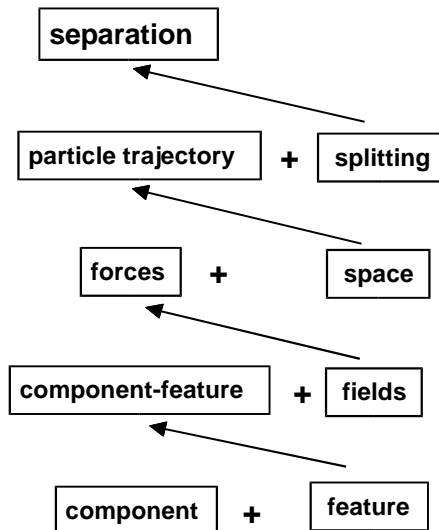 separation
particle trajectory + splitting
forces + space
component-feature + fields
component + feature